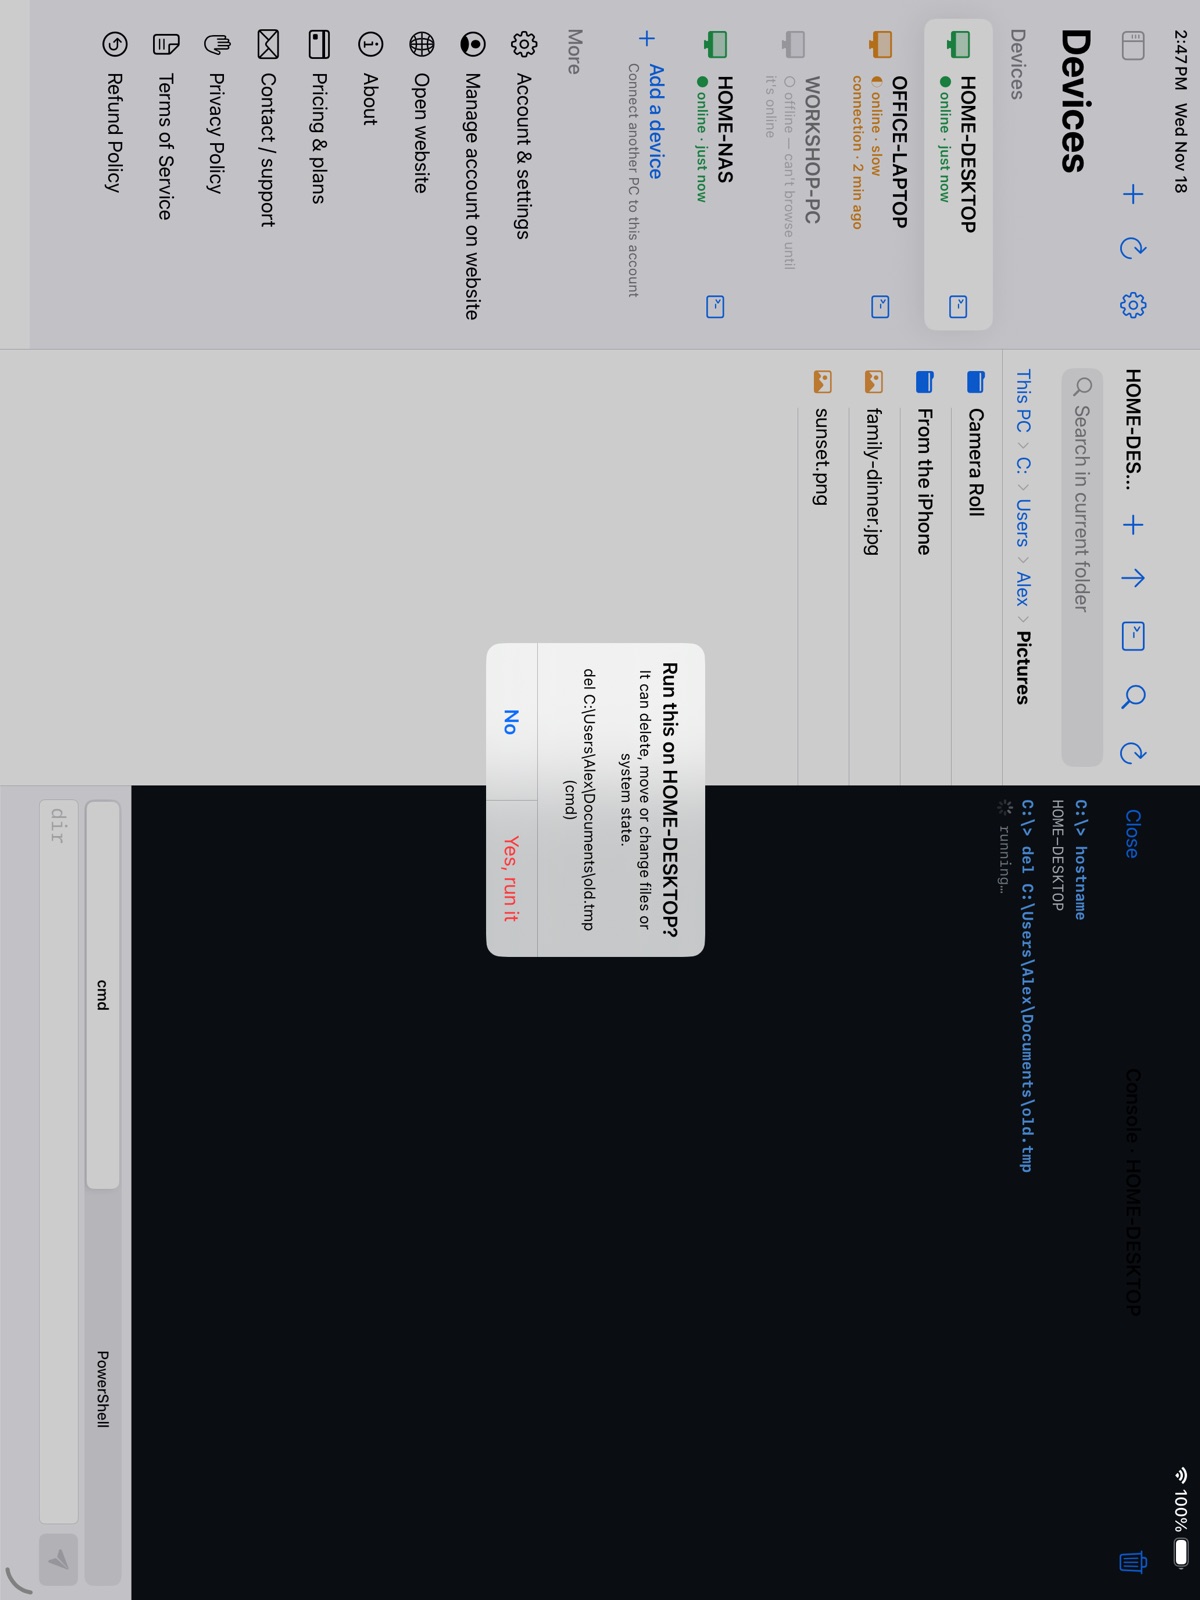 2:47 PM Wed Nov 18
100%
Devices
Devices
HOME-DESKTOP
online · just now
OFFICE-LAPTOP
online · slow
connection · 2 min ago
WORKSHOP-PC
offline — can't browse until
it's online
HOME-NAS
online · just now
Add a device
Connect another PC to this account
More
Account & settings
Manage account on website
Open website
About
Pricing & plans
Contact / support
Privacy Policy
Terms of Service
Refund Policy
HOME-DES...
Search in current folder
This PC > C: > Users > Alex > Pictures
Camera Roll
From the iPhone
family-dinner.jpg
sunset.png
Close
Console · HOME-DESKTOP
C:\> hostname
HOME-DESKTOP
C:\> del C:\Users\Alex\Documents\old.tmp
running…
Run this on HOME-DESKTOP?
It can delete, move or change files or
system state.
del C:\Users\Alex\Documents\old.tmp
(cmd)
No
Yes, run it
cmd
PowerShell
dir